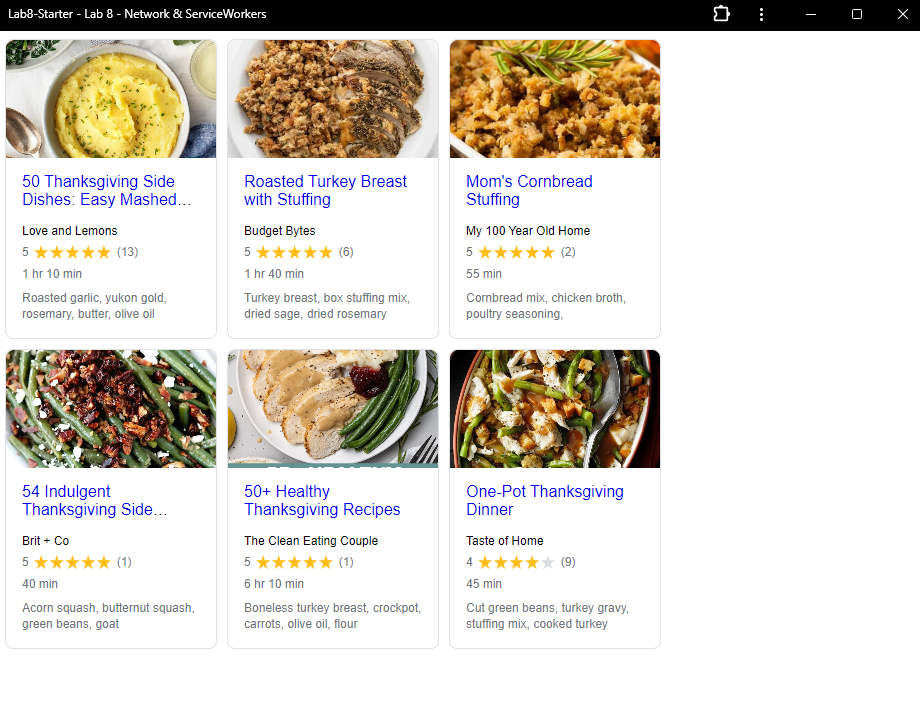 Lab8-Starter - Lab 8 - Network & ServiceWorkers
50 Thanksgiving Side
Dishes: Easy Mashed…
Love and Lemons
5 (13)
1 hr 10 min
Roasted garlic, yukon gold,
rosemary, butter, olive oil
Roasted Turkey Breast
with Stuffing
Budget Bytes
5 (6)
1 hr 40 min
Turkey breast, box stuffing mix,
dried sage, dried rosemary
Mom's Cornbread
Stuffing
My 100 Year Old Home
5 (2)
55 min
Cornbread mix, chicken broth,
poultry seasoning,
54 Indulgent
Thanksgiving Side…
Brit + Co
5 (1)
40 min
Acorn squash, butternut squash,
green beans, goat
50+ Healthy
Thanksgiving Recipes
The Clean Eating Couple
5 (1)
6 hr 10 min
Boneless turkey breast, crockpot,
carrots, olive oil, flour
One-Pot Thanksgiving
Dinner
Taste of Home
4 (9)
45 min
Cut green beans, turkey gravy,
stuffing mix, cooked turkey